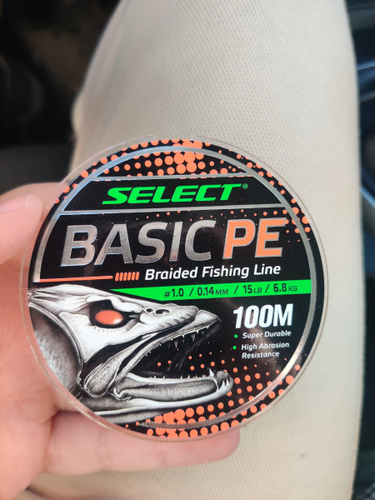 SELECT®
BASIC PE
Braided Fishing Line
#1.0 / 0.14MM / 15LB / 6.8KG
100M
Super Durable
High Abrasion
Resistance